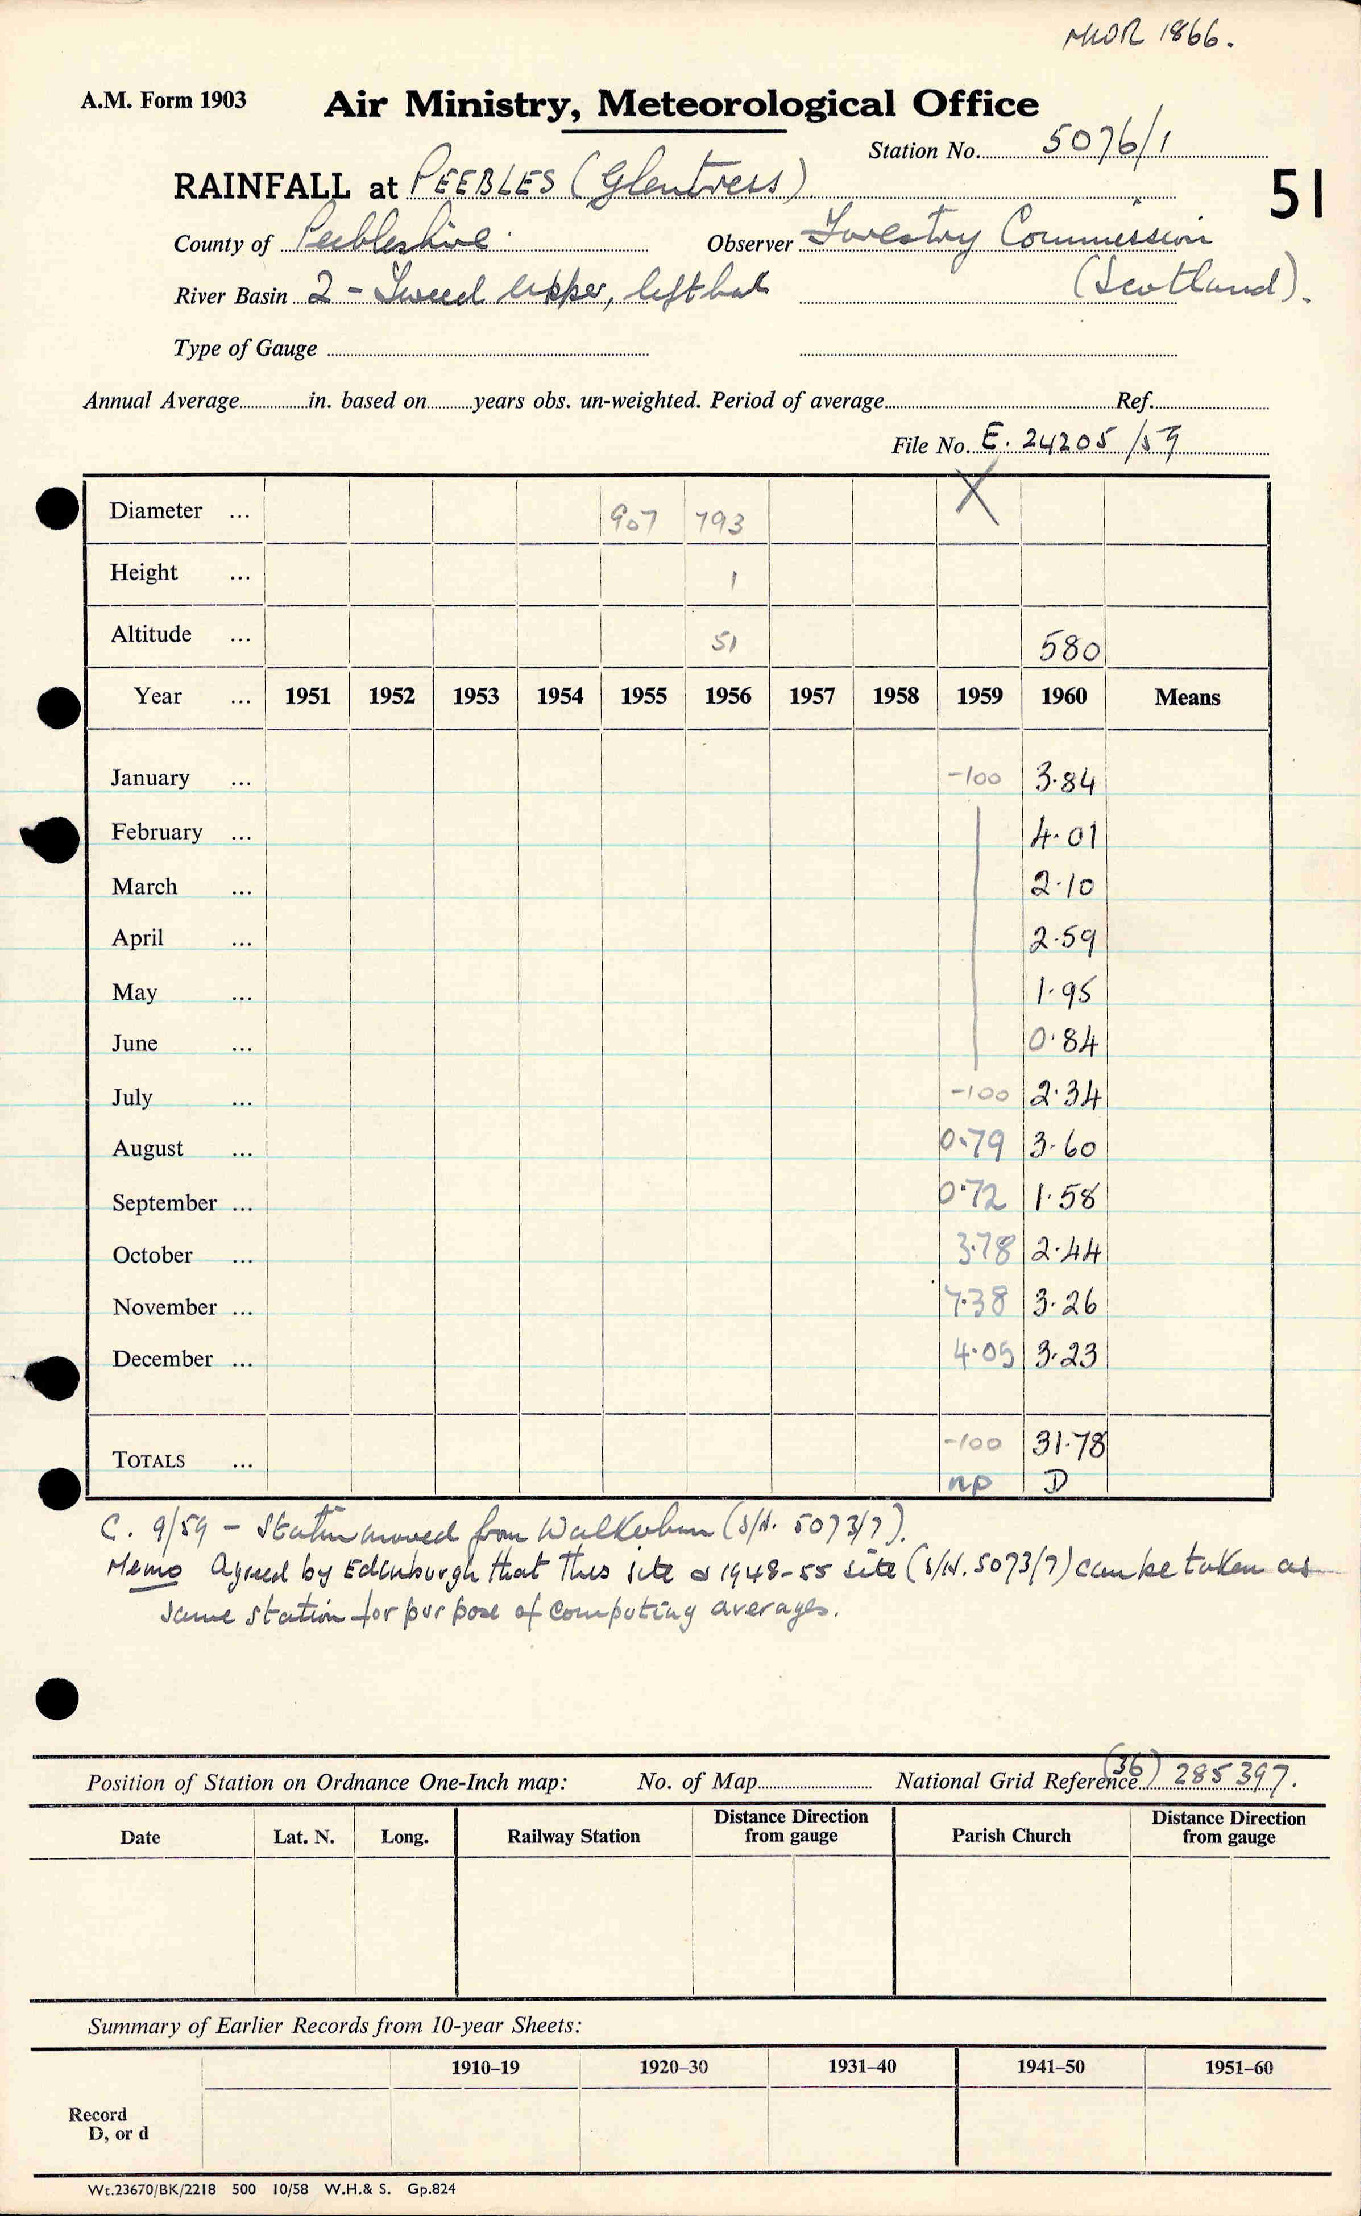 MWR 1866.
A.M. Form 1903 Air Ministry, Meteorological Office
Station No. 5076/1
RAINFALL at PEEBLES (Glentress) 51
County of Peeblesshire. Observer Forestry Commission
River Basin 2 - Tweed upper, left bank (Scotland).
Type of Gauge
Annual Average in. based on years obs. un-weighted. Period of average Ref.
File No. E. 24205/59
Diameter ... 907 793 X
Height ... 1
Altitude ... 51 580
Year ... 1951 1952 1953 1954 1955 1956 1957 1958 1959 1960 Means
January ... -100 3.84
February ... 4.01
March ... 2.10
April ... 2.59
May ... 1.95
June ... 0.84
July ... -100 2.34
August ... 0.79 3.60
September ... 0.72 1.58
October ... 3.78 2.44
November ... 7.38 3.26
December ... 4.05 3.23
TOTALS ... -100 31.78
np D
C. 9/59 - Station moved from Walkerburn (S/N. 5073/7).
Memo Agreed by Edinburgh that this site & 1948-55 site (S/N. 5073/7) can be taken as
same station for purpose of computing averages.
Position of Station on Ordnance One-Inch map: No. of Map National Grid Reference (36) 285397.
Date Lat. N. Long. Railway Station Distance Direction from gauge Parish Church Distance Direction from gauge
Summary of Earlier Records from 10-year Sheets:
1910–19 1920–30 1931–40 1941–50 1951–60
Record
D, or d
Wt.23670/BK/2218 500 10/58 W.H.& S. Gp.824